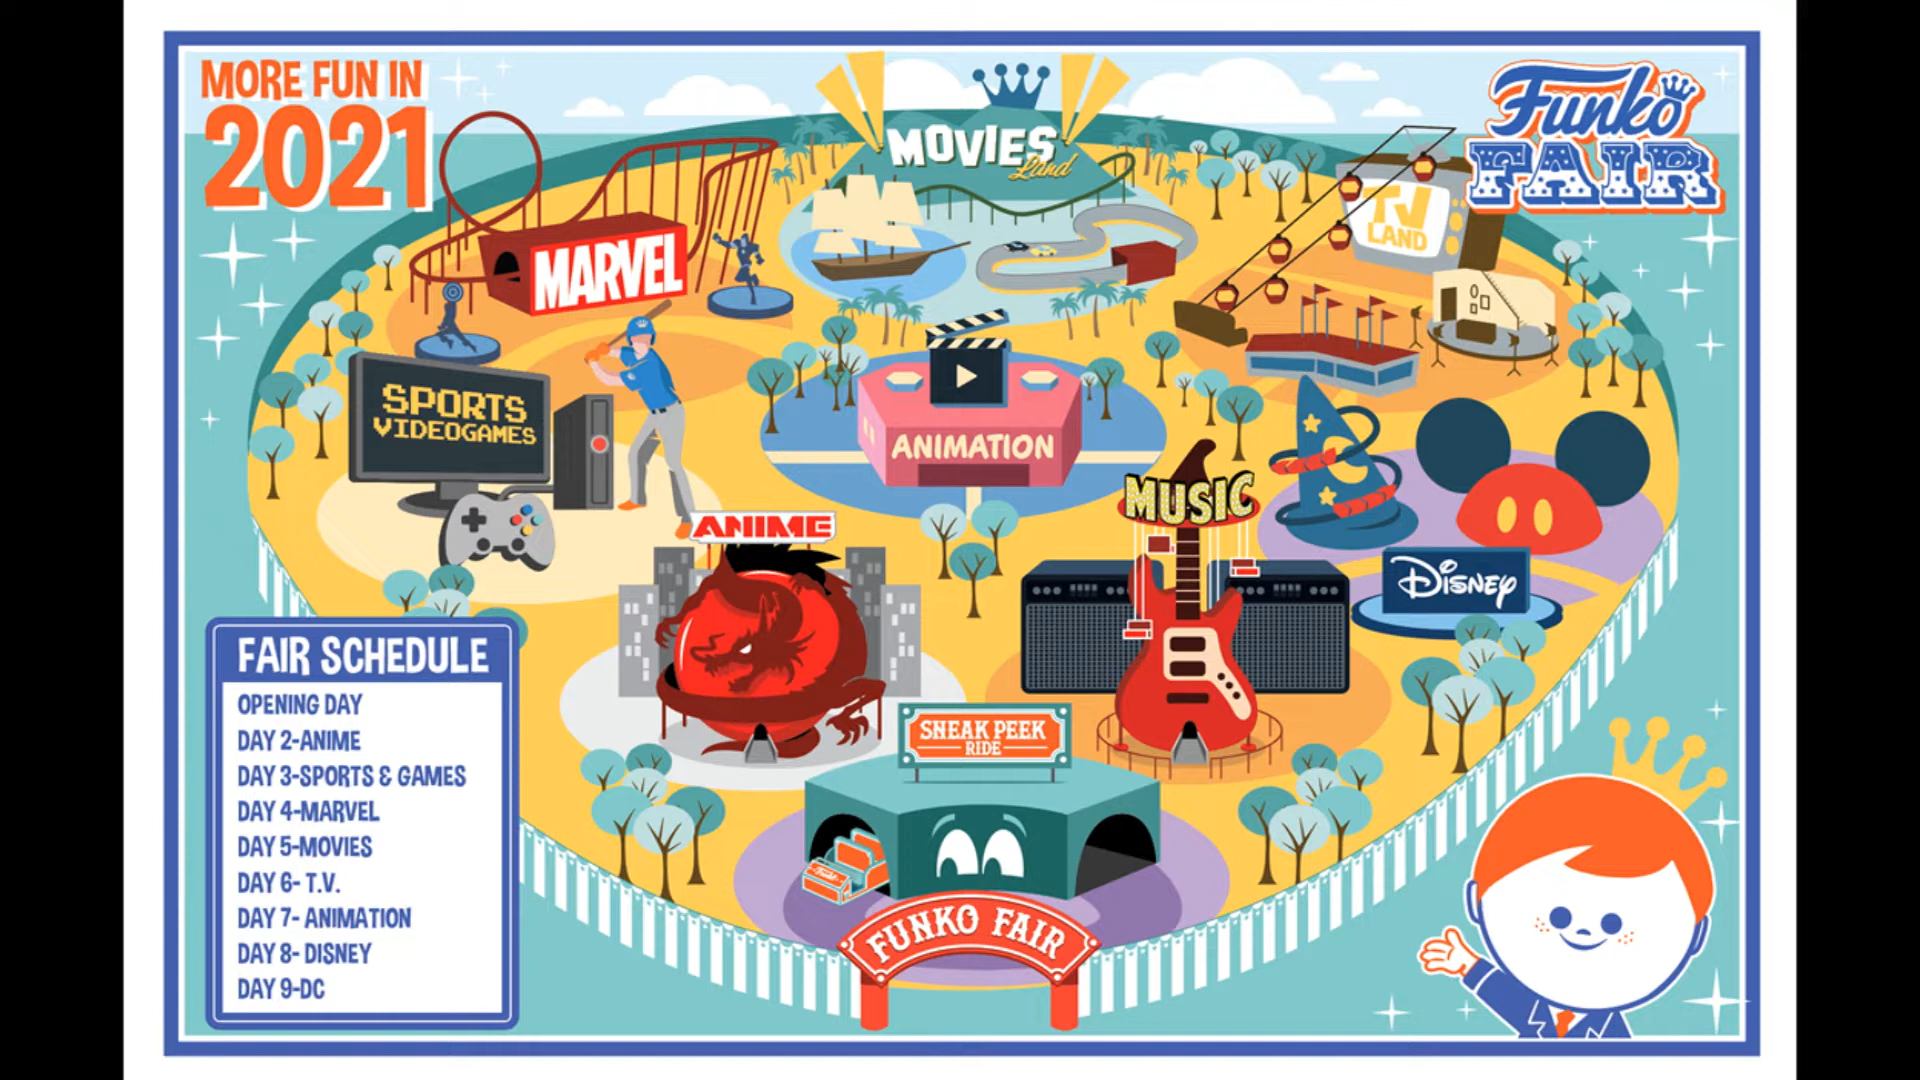 MORE FUN IN
2021
Funko
FAIR
MOVIES
Land
TV
LAND
MARVEL
SPORTS
VIDEOGAMES
ANIMATION
MUSIC
ANIME
DISNEY
SNEAK PEEK
RIDE
FUNKO FAIR
FAIR SCHEDULE
OPENING DAY
DAY 2-ANIME
DAY 3-SPORTS & GAMES
DAY 4-MARVEL
DAY 5-MOVIES
DAY 6- T.V.
DAY 7- ANIMATION
DAY 8- DISNEY
DAY 9-DC